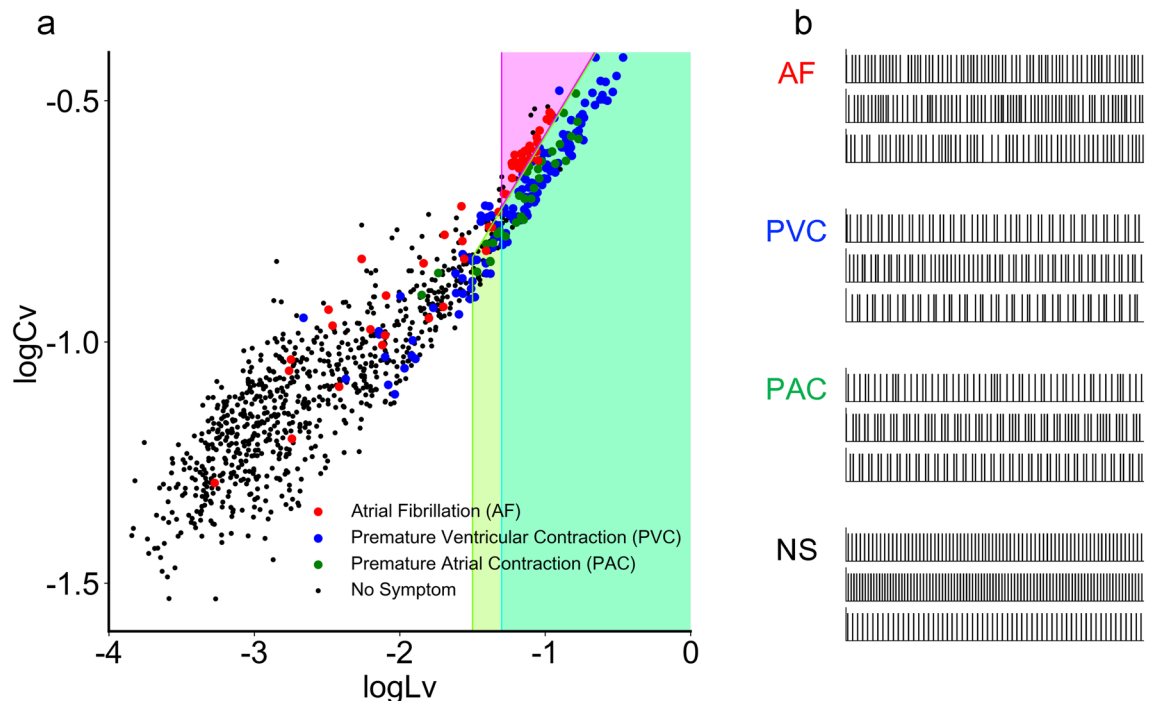 a
b
-0.5
-1.0
-1.5
logCv
-4
-3
-2
-1
0
logLv
Atrial Fibrillation (AF)
Premature Ventricular Contraction (PVC)
Premature Atrial Contraction (PAC)
No Symptom
AF
PVC
PAC
NS